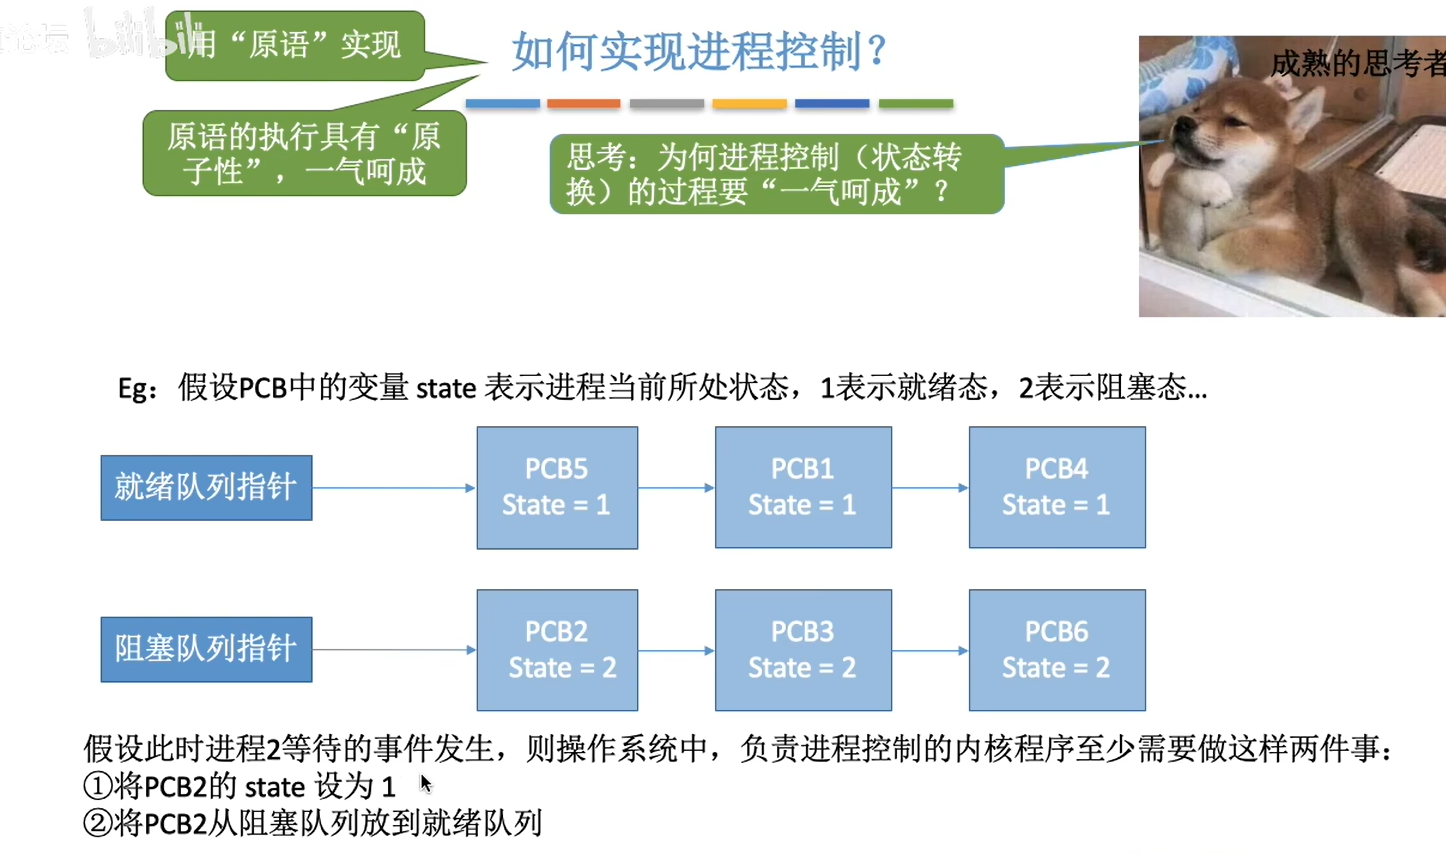 论坛 bilibili
用“原语”实现
如何实现进程控制？
成熟的思考者
原语的执行具有“原
子性”，一气呵成
思考：为何进程控制（状态转
换）的过程要“一气呵成”？
Eg：假设PCB中的变量 state 表示进程当前所处状态，1表示就绪态，2表示阻塞态...
就绪队列指针
PCB5
State = 1
PCB1
State = 1
PCB4
State = 1
阻塞队列指针
PCB2
State = 2
PCB3
State = 2
PCB6
State = 2
假设此时进程2等待的事件发生，则操作系统中，负责进程控制的内核程序至少需要做这样两件事：
①将PCB2的 state 设为 1
②将PCB2从阻塞队列放到就绪队列